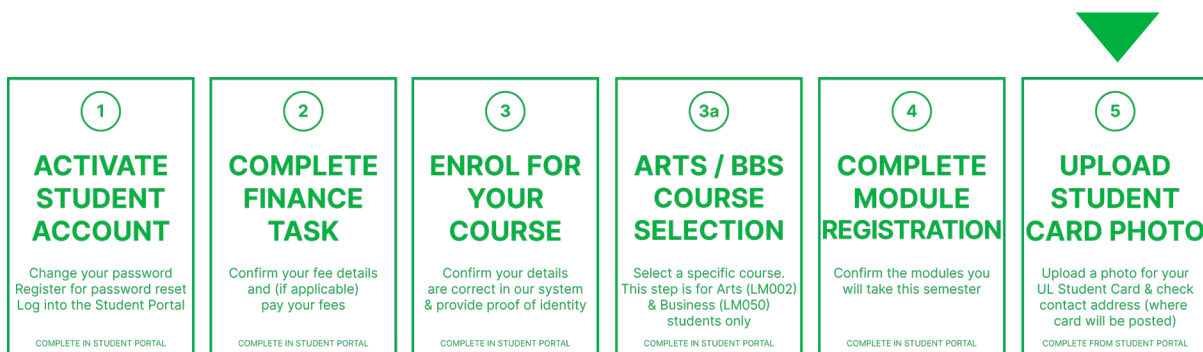 1
ACTIVATE
STUDENT
ACCOUNT
Change your password
Register for password reset
Log into the Student Portal
COMPLETE IN STUDENT PORTAL
2
COMPLETE
FINANCE
TASK
Confirm your fee details
and (if applicable)
pay your fees
COMPLETE IN STUDENT PORTAL
3
ENROL FOR
YOUR
COURSE
Confirm your details
are correct in our system
& provide proof of identity
COMPLETE IN STUDENT PORTAL
3a
ARTS / BBS
COURSE
SELECTION
Select a specific course.
This step is for Arts (LM002)
& Business (LM050)
students only
COMPLETE IN STUDENT PORTAL
4
COMPLETE
MODULE
REGISTRATION
Confirm the modules you
will take this semester
COMPLETE IN STUDENT PORTAL
5
UPLOAD
STUDENT
CARD PHOTO
Upload a photo for your
UL Student Card & check
contact address (where
card will be posted)
COMPLETE FROM STUDENT PORTAL